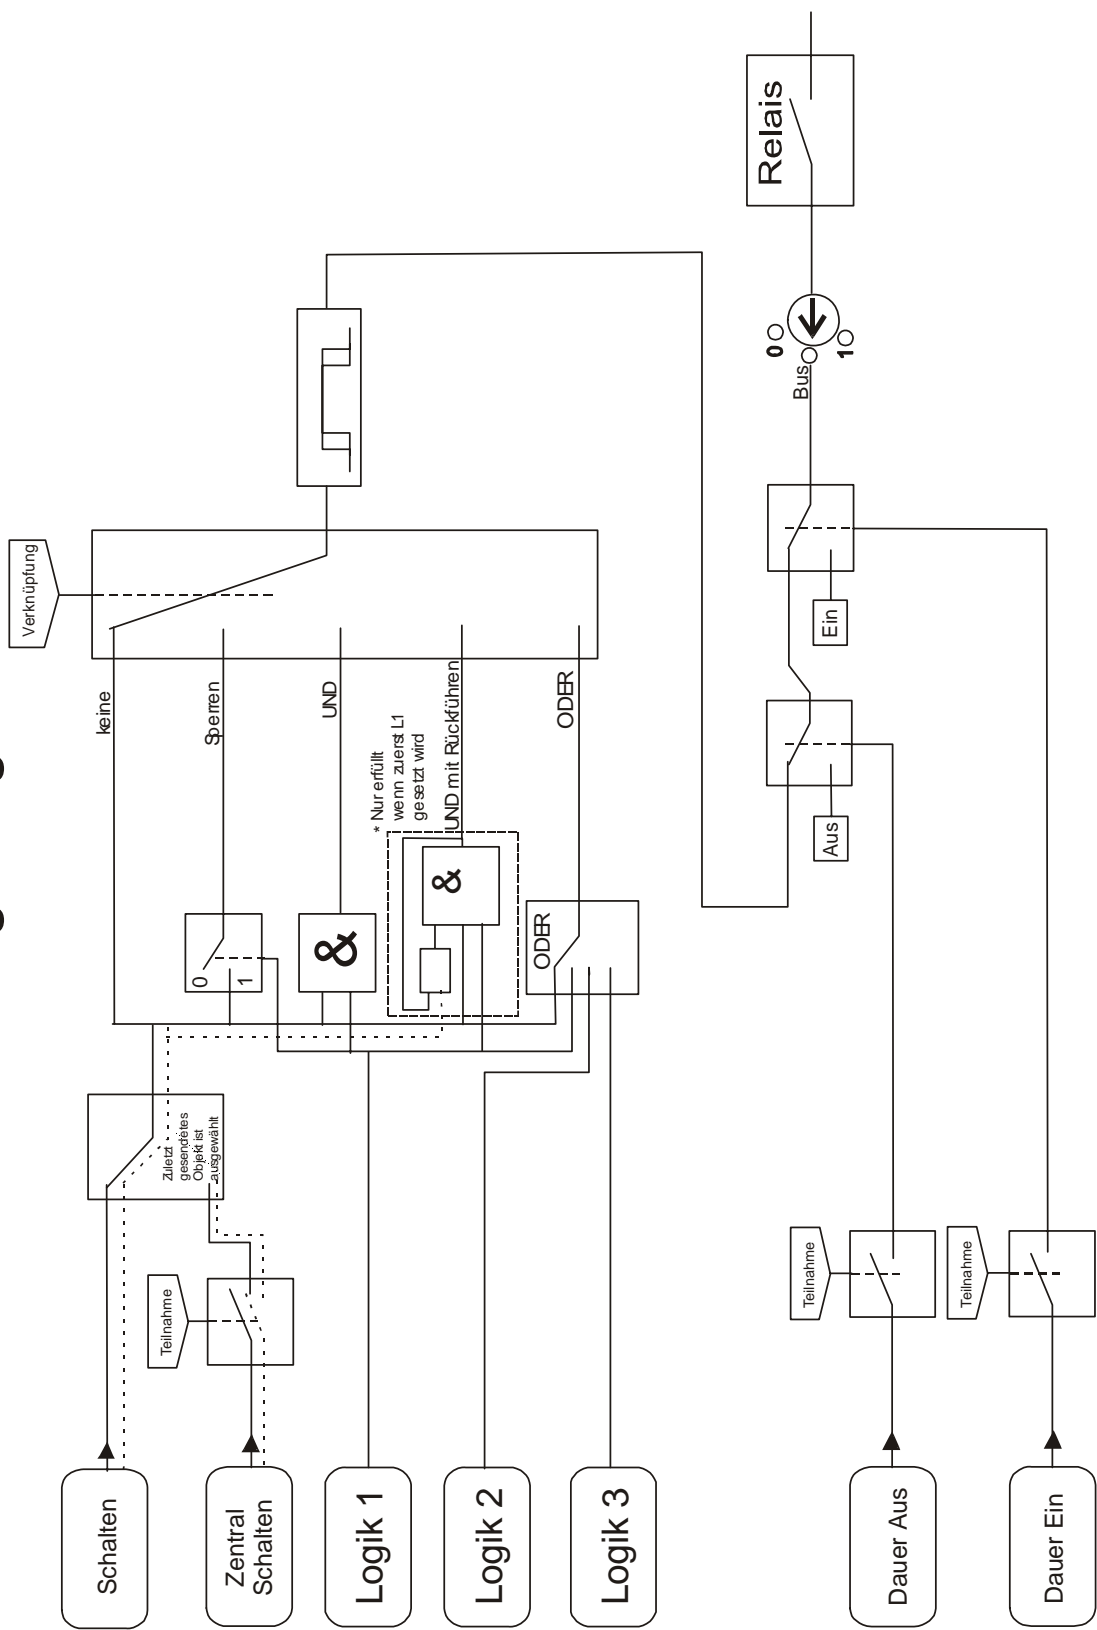 Schalten
Zentral
Schalten
Logik 1
Logik 2
Logik 3
Dauer Aus
Dauer Ein
Teilnahme
Teilnahme
Teilnahme
Zuletzt
gesendetes
Objekt ist
ausgewählt
0
1
&
&
ODER
* Nur erfüllt
wenn zuerst L1
gesetzt wird
keine
Sperren
UND
UND mit Rückführen
ODER
Verknüpfung
Aus
Ein
Bus
0
1
Relais